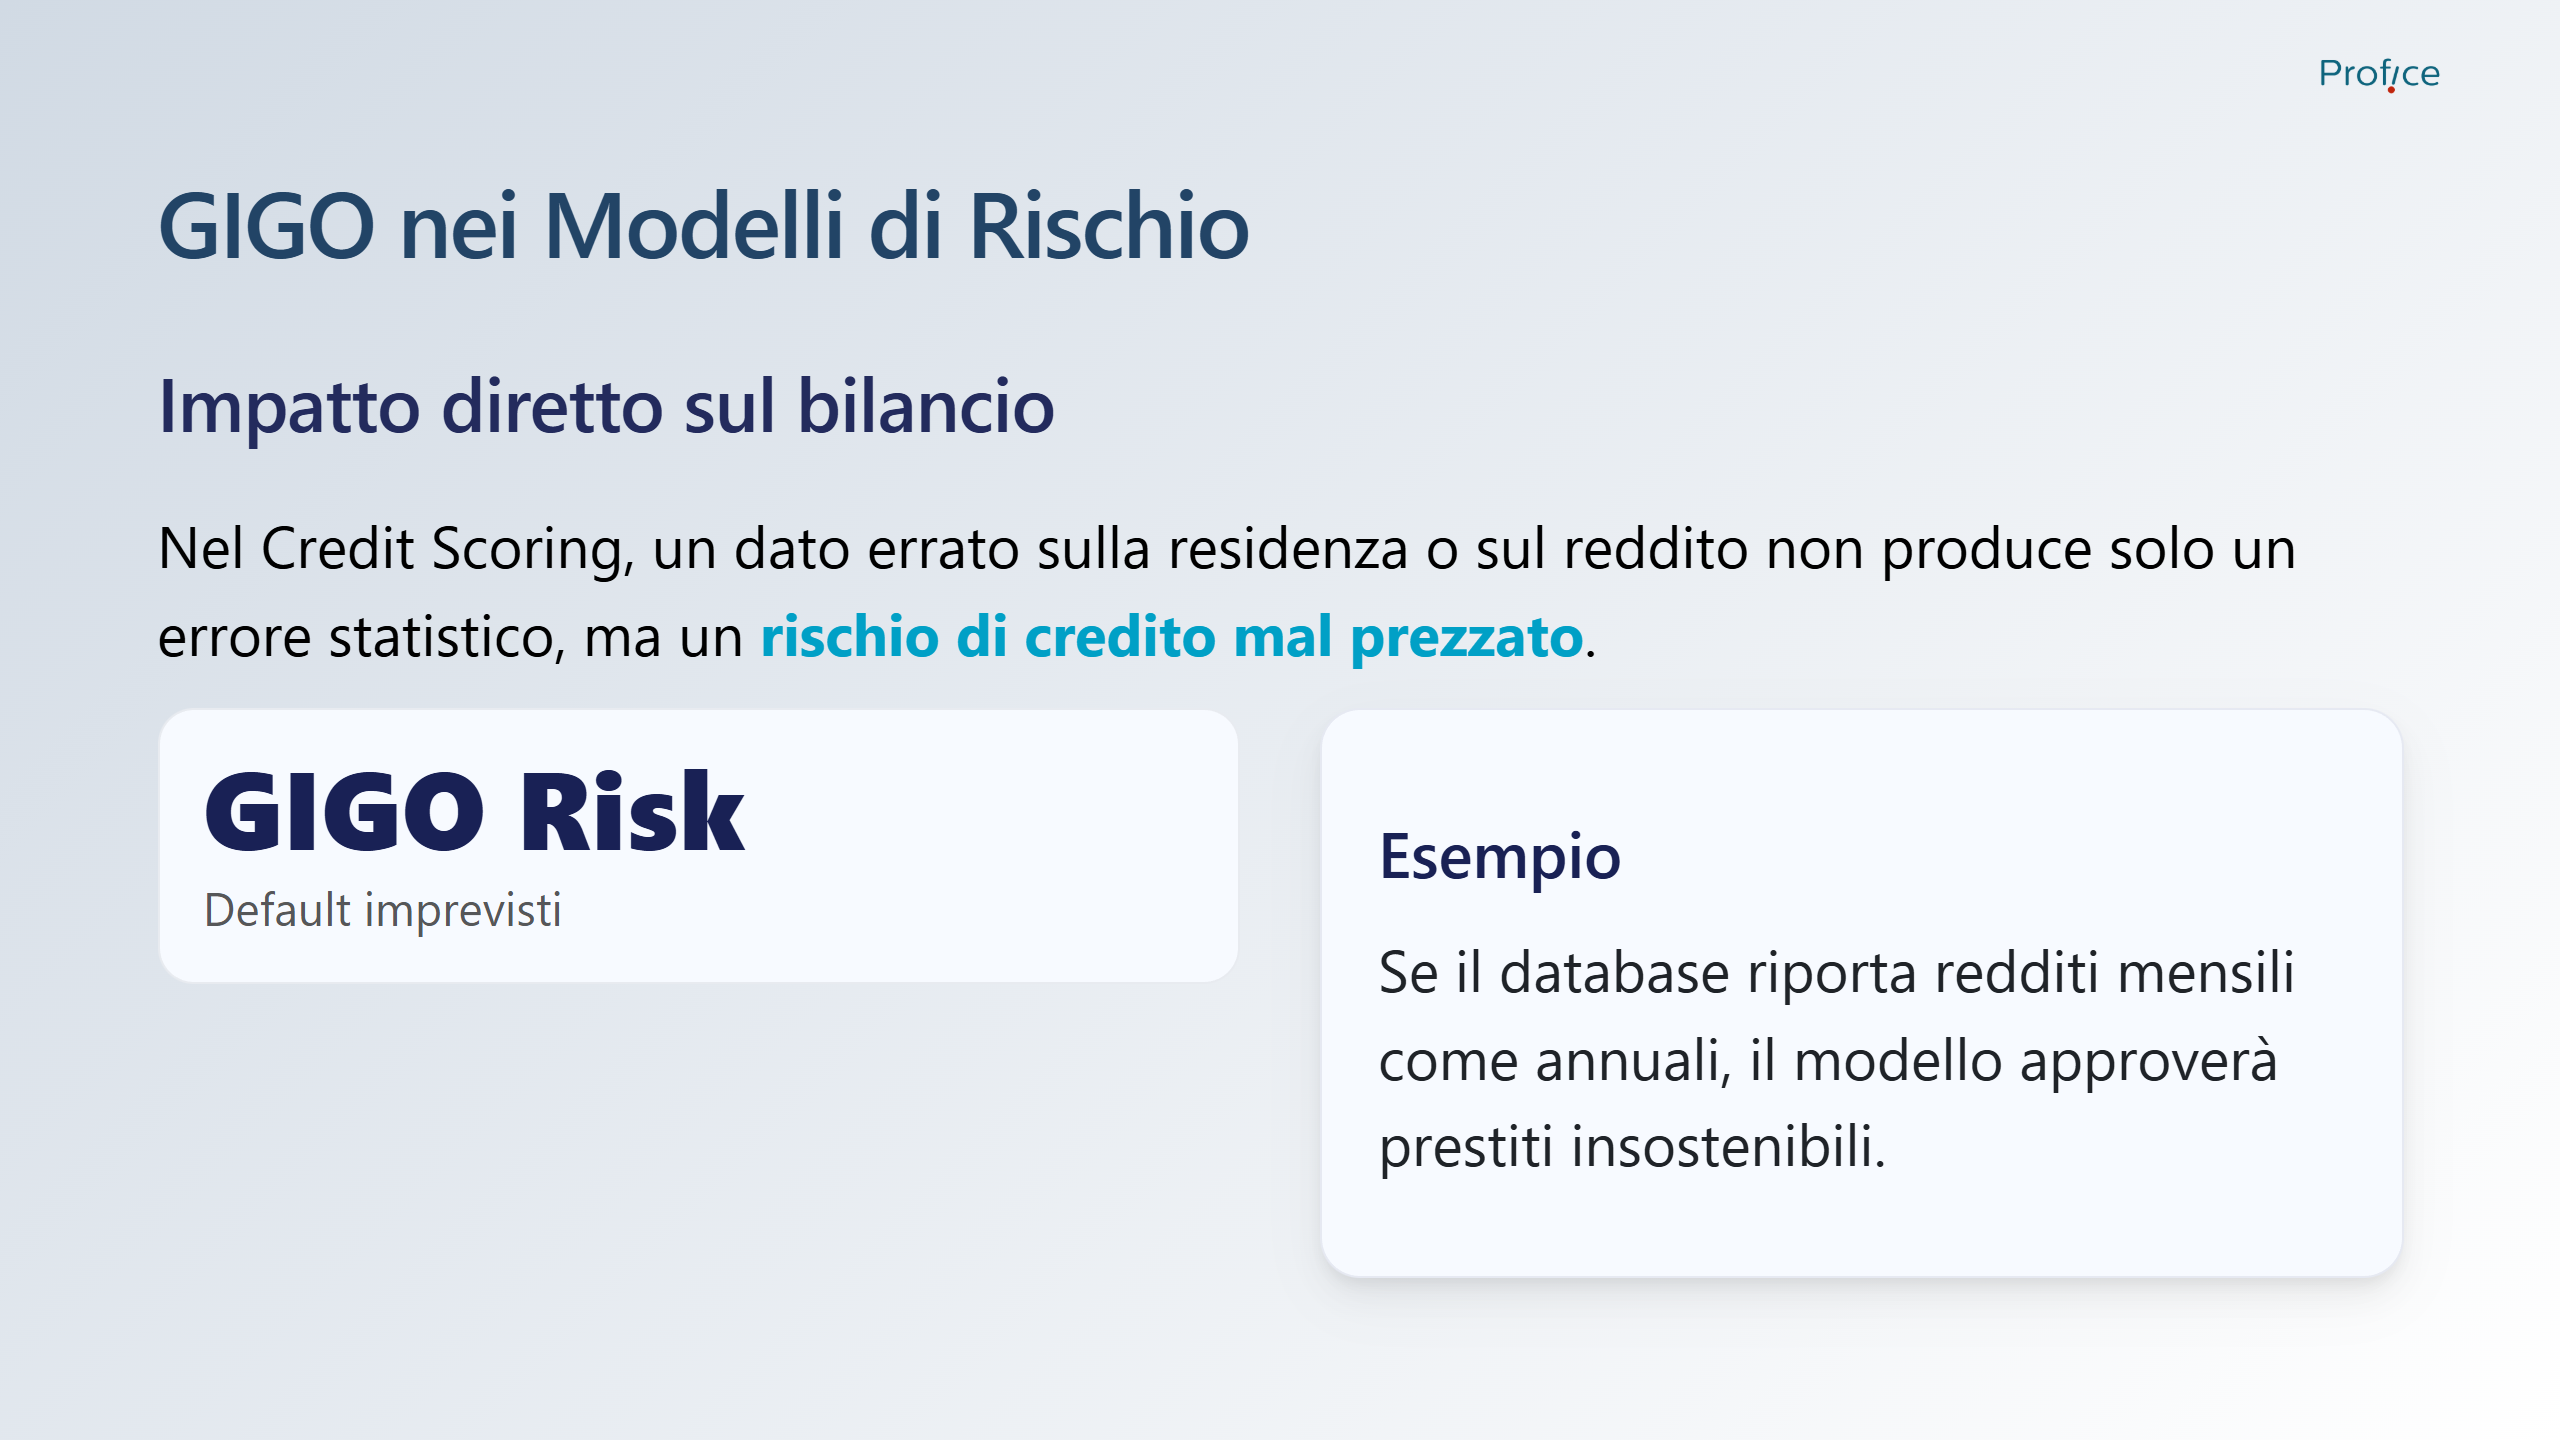 Profice
GIGO nei Modelli di Rischio
Impatto diretto sul bilancio
Nel Credit Scoring, un dato errato sulla residenza o sul reddito non produce solo un
errore statistico, ma un rischio di credito mal prezzato.
GIGO Risk
Default imprevisti
Esempio
Se il database riporta redditi mensili
come annuali, il modello approverà
prestiti insostenibili.